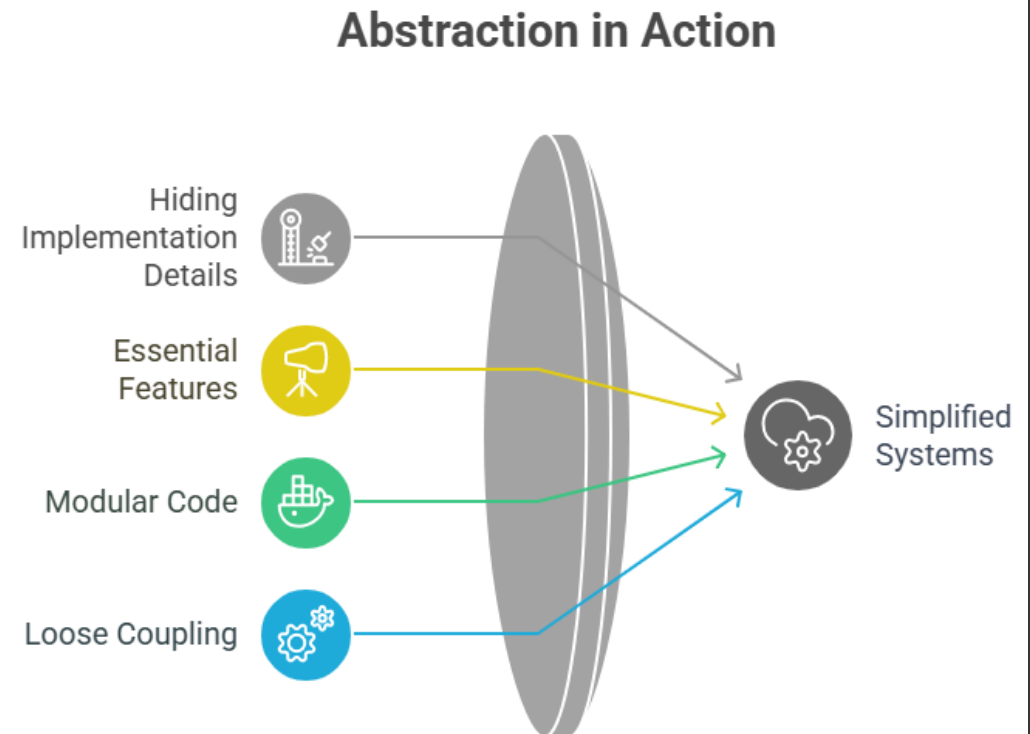 Abstraction in Action
Hiding
Implementation
Details
Essential
Features
Modular Code
Loose Coupling
Simplified
Systems